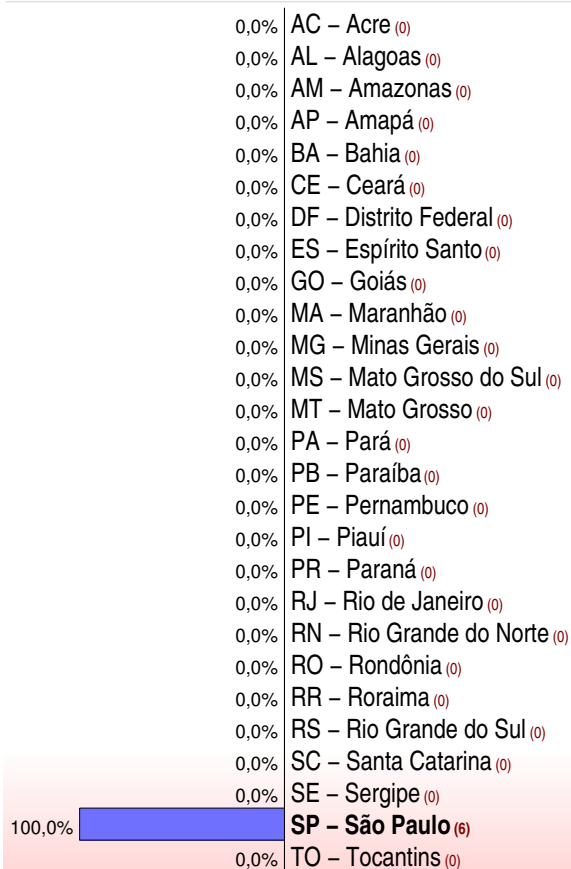 0,0% AC – Acre (0)
0,0% AL – Alagoas (0)
0,0% AM – Amazonas (0)
0,0% AP – Amapá (0)
0,0% BA – Bahia (0)
0,0% CE – Ceará (0)
0,0% DF – Distrito Federal (0)
0,0% ES – Espírito Santo (0)
0,0% GO – Goiás (0)
0,0% MA – Maranhão (0)
0,0% MG – Minas Gerais (0)
0,0% MS – Mato Grosso do Sul (0)
0,0% MT – Mato Grosso (0)
0,0% PA – Pará (0)
0,0% PB – Paraíba (0)
0,0% PE – Pernambuco (0)
0,0% PI – Piauí (0)
0,0% PR – Paraná (0)
0,0% RJ – Rio de Janeiro (0)
0,0% RN – Rio Grande do Norte (0)
0,0% RO – Rondônia (0)
0,0% RR – Roraima (0)
0,0% RS – Rio Grande do Sul (0)
0,0% SC – Santa Catarina (0)
0,0% SE – Sergipe (0)
100,0% SP – São Paulo (6)
0,0% TO – Tocantins (0)